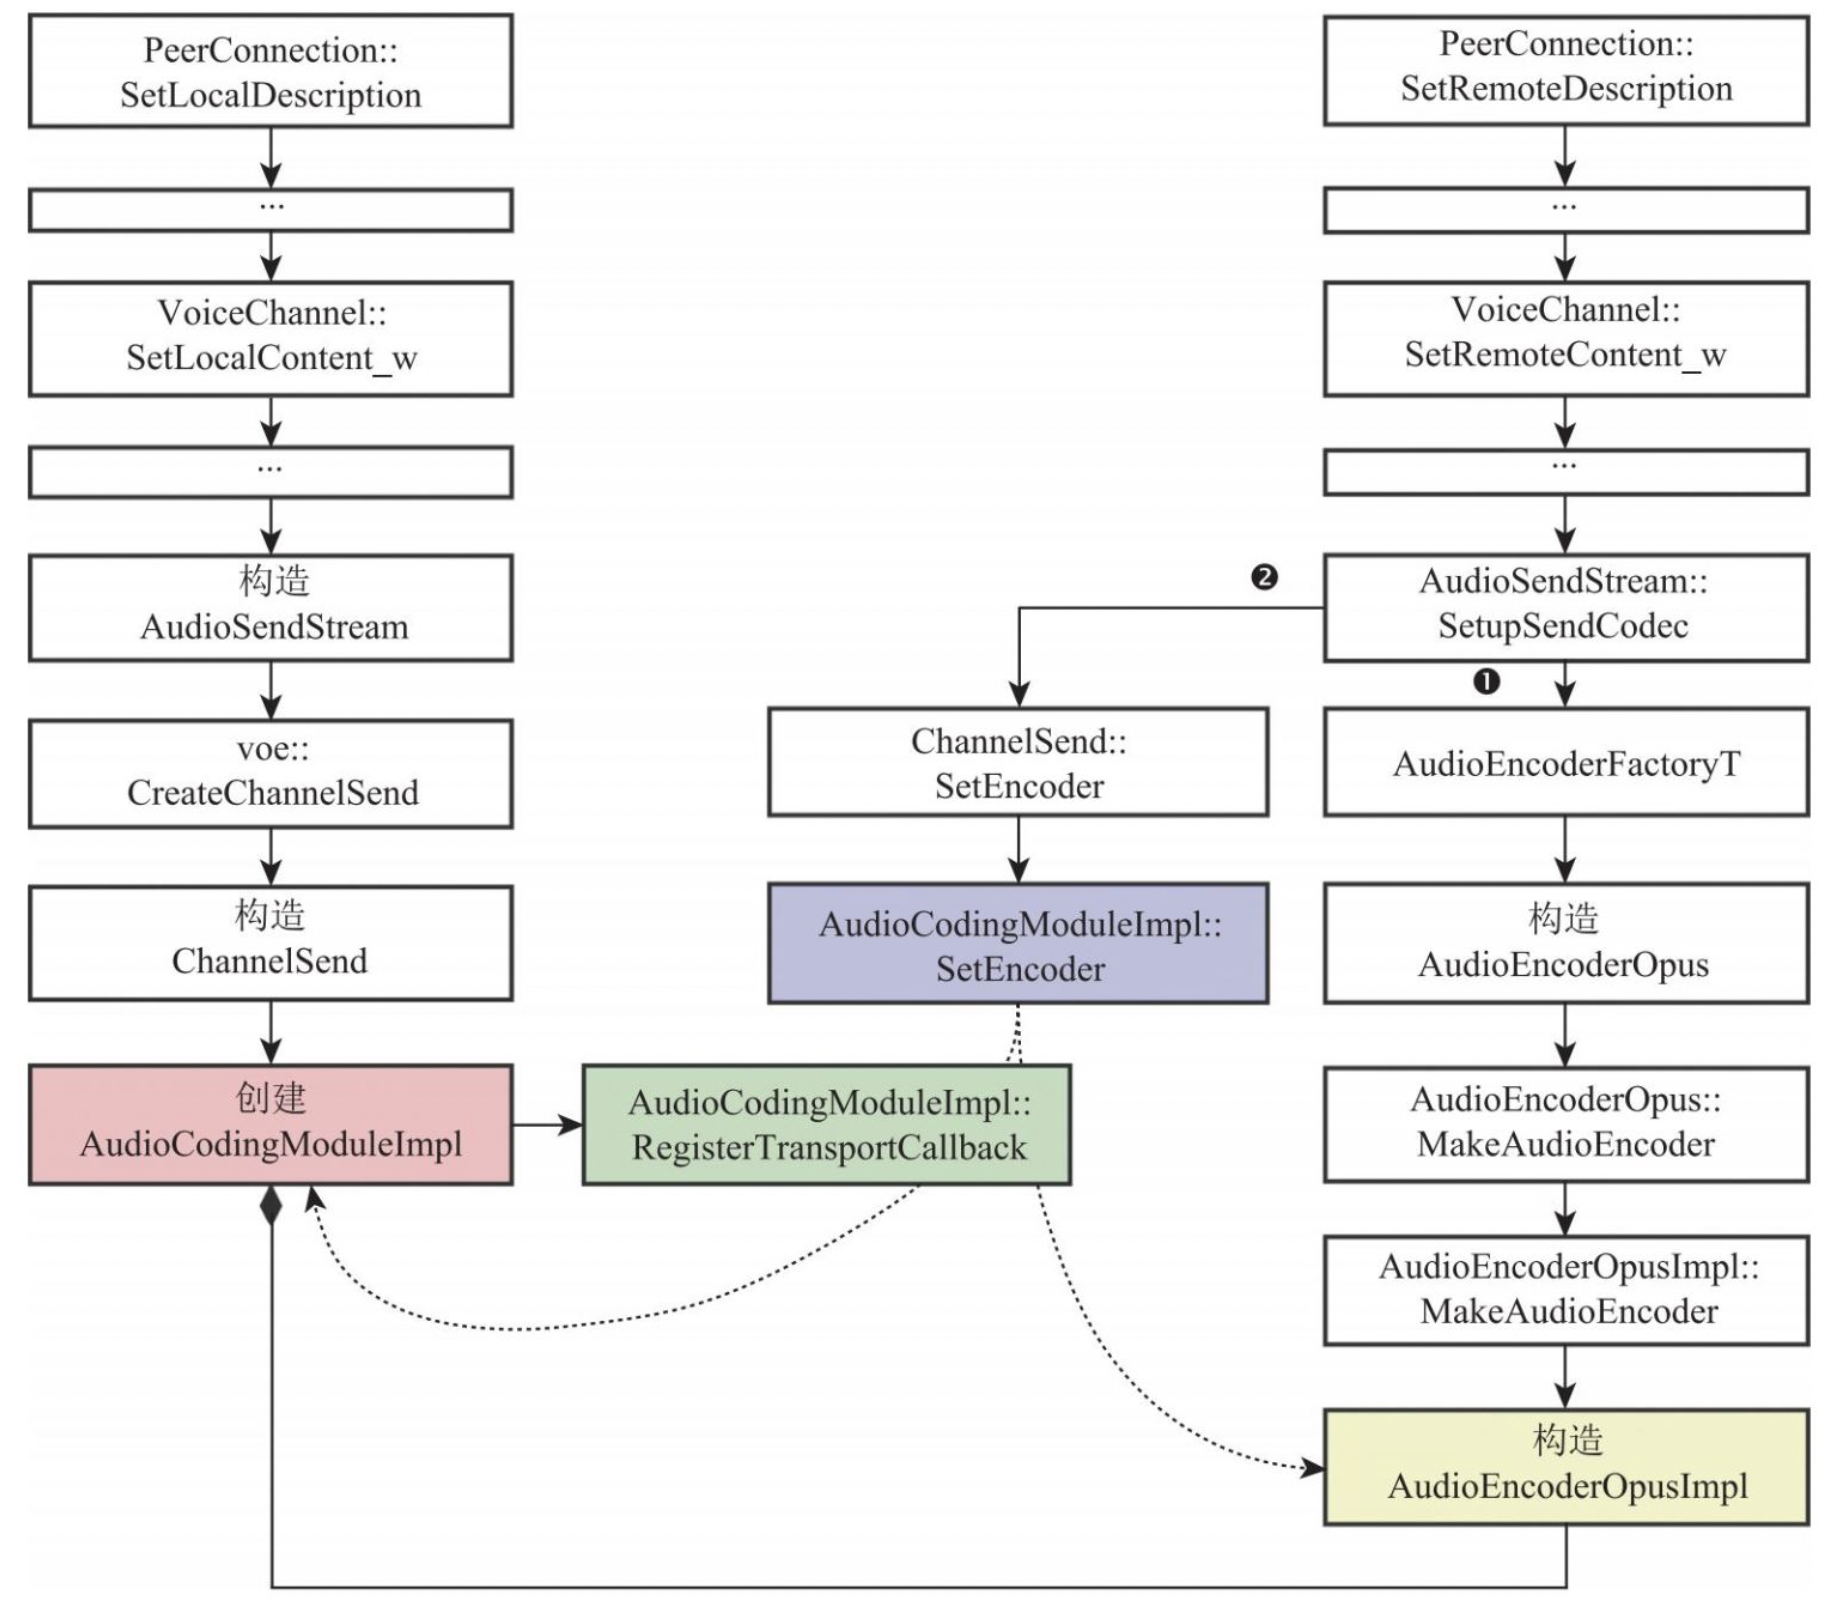 PeerConnection::
SetLocalDescription
...
VoiceChannel::
SetLocalContent_w
...
构造
AudioSendStream
voe::
CreateChannelSend
构造
ChannelSend
创建
AudioCodingModuleImpl
AudioCodingModuleImpl::
RegisterTransportCallback
PeerConnection::
SetRemoteDescription
...
VoiceChannel::
SetRemoteContent_w
...
AudioSendStream::
SetupSendCodec
❷
ChannelSend::
SetEncoder
AudioCodingModuleImpl::
SetEncoder
❶
AudioEncoderFactoryT
构造
AudioEncoderOpus
AudioEncoderOpus::
MakeAudioEncoder
AudioEncoderOpusImpl::
MakeAudioEncoder
构造
AudioEncoderOpusImpl